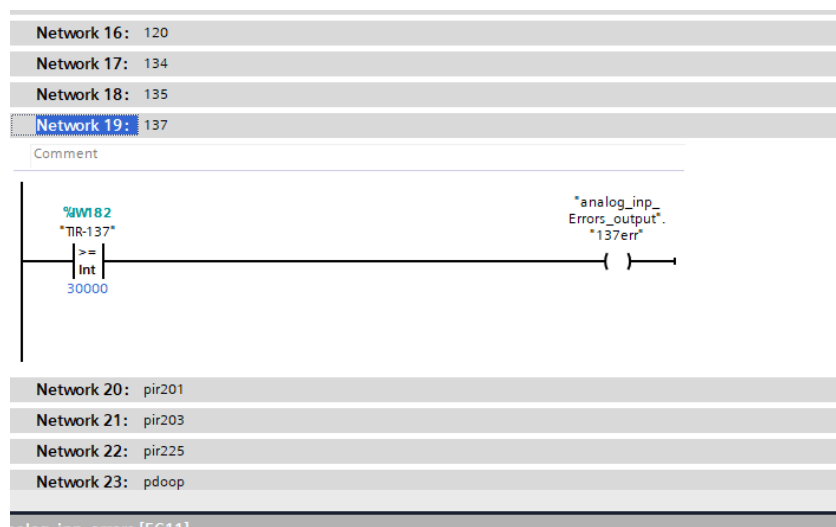 Network 16: 120
Network 17: 134
Network 18: 135
Network 19: 137
Comment
%IW182
"TIR-137"
>=
Int
30000
"analog_inp_
Errors_output".
"137err"
Network 20: pir201
Network 21: pir203
Network 22: pir225
Network 23: pdoop